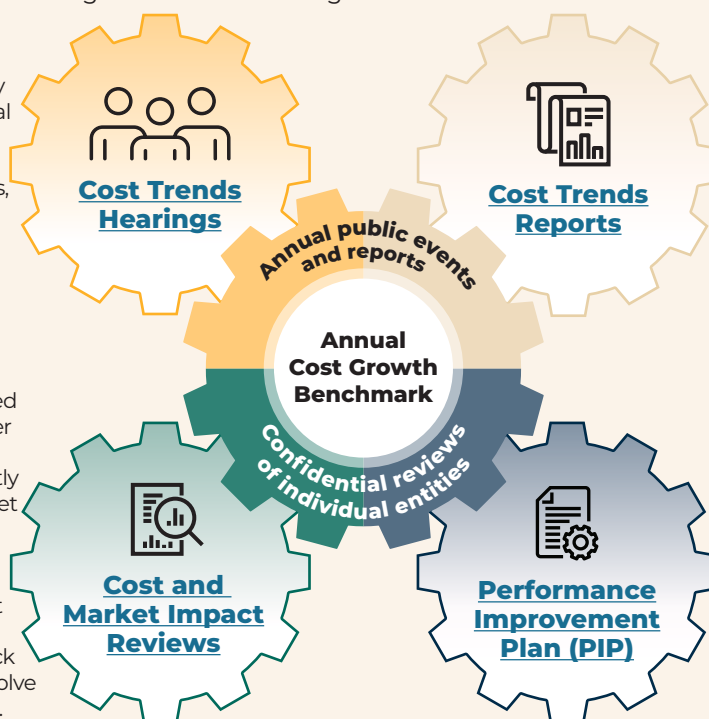 Cost Trends
Hearings
Cost Trends
Reports
Annual public events
and reports
Annual
Cost Growth
Benchmark
Confidential reviews
of individual entities
Cost and
Market Impact
Reviews
Performance
Improvement
Plan (PIP)